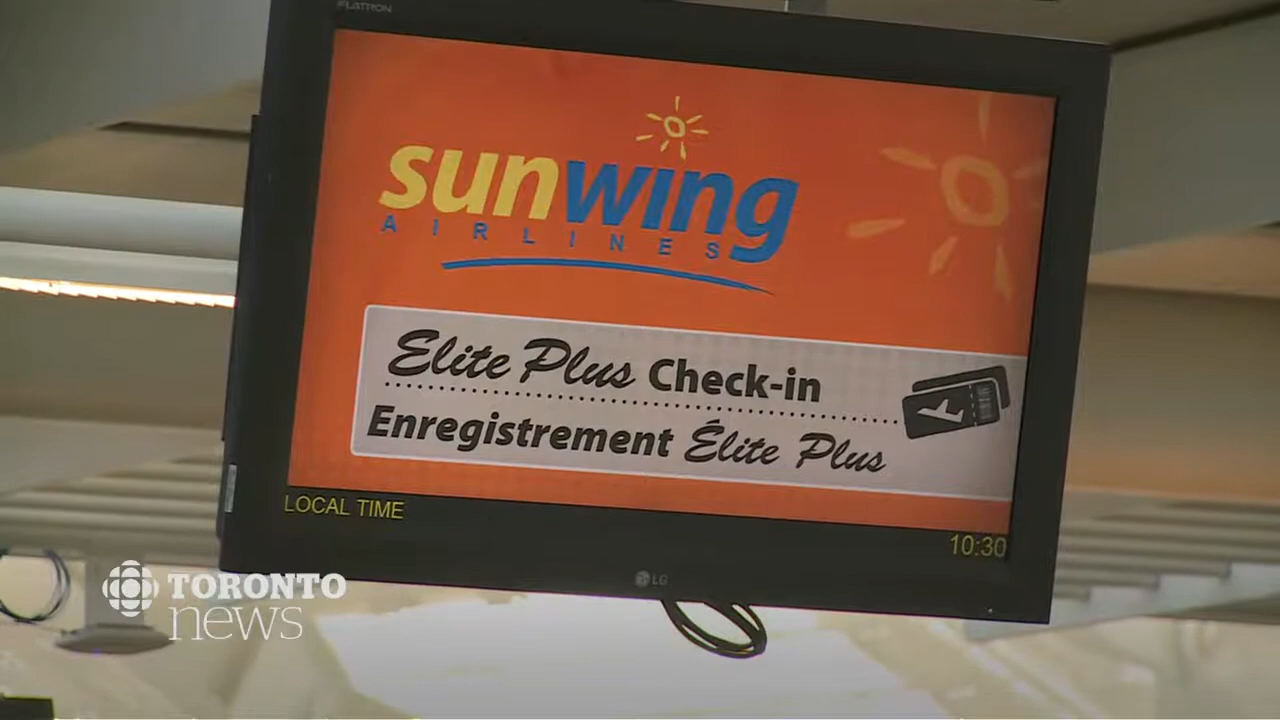 FLATRON
sunwing
AIRLINES
Elite Plus Check-in
Enregistrement Élite Plus
LOCAL TIME
10:30
LG
TORONTO
news